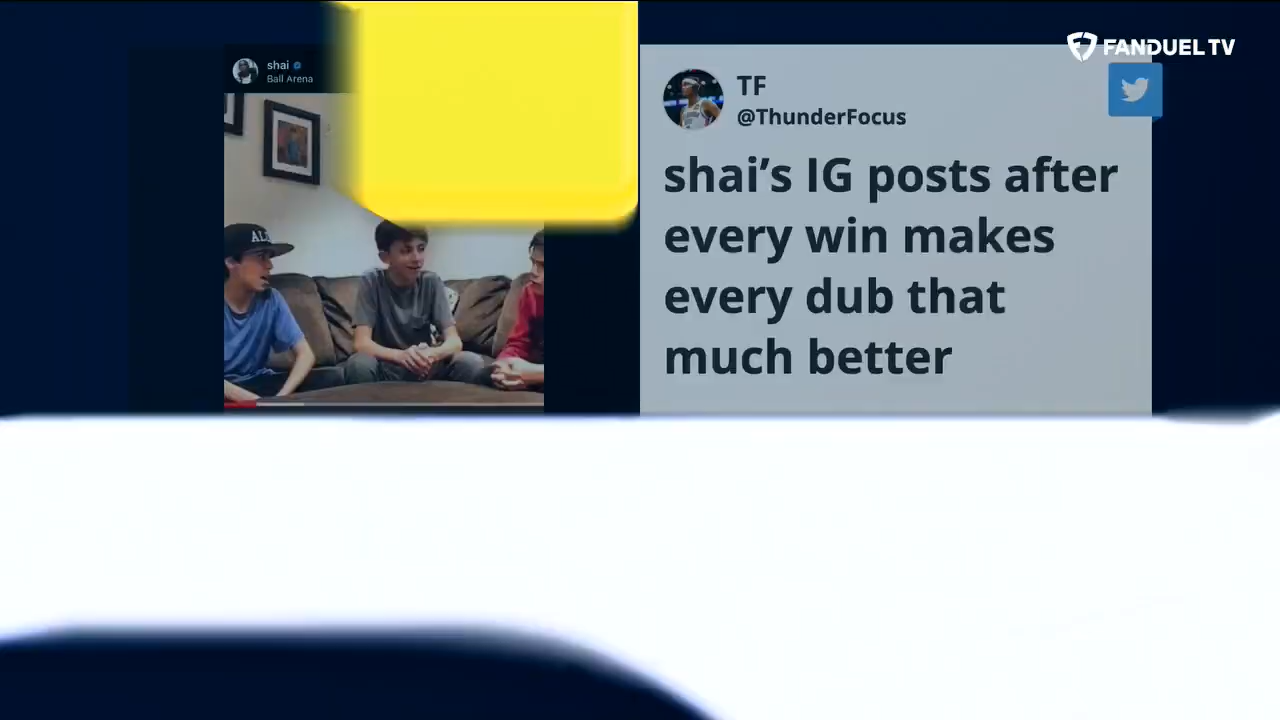 FANDUEL TV
shai
Ball Arena
TF
@ThunderFocus
shai's IG posts after
every win makes
every dub that
much better